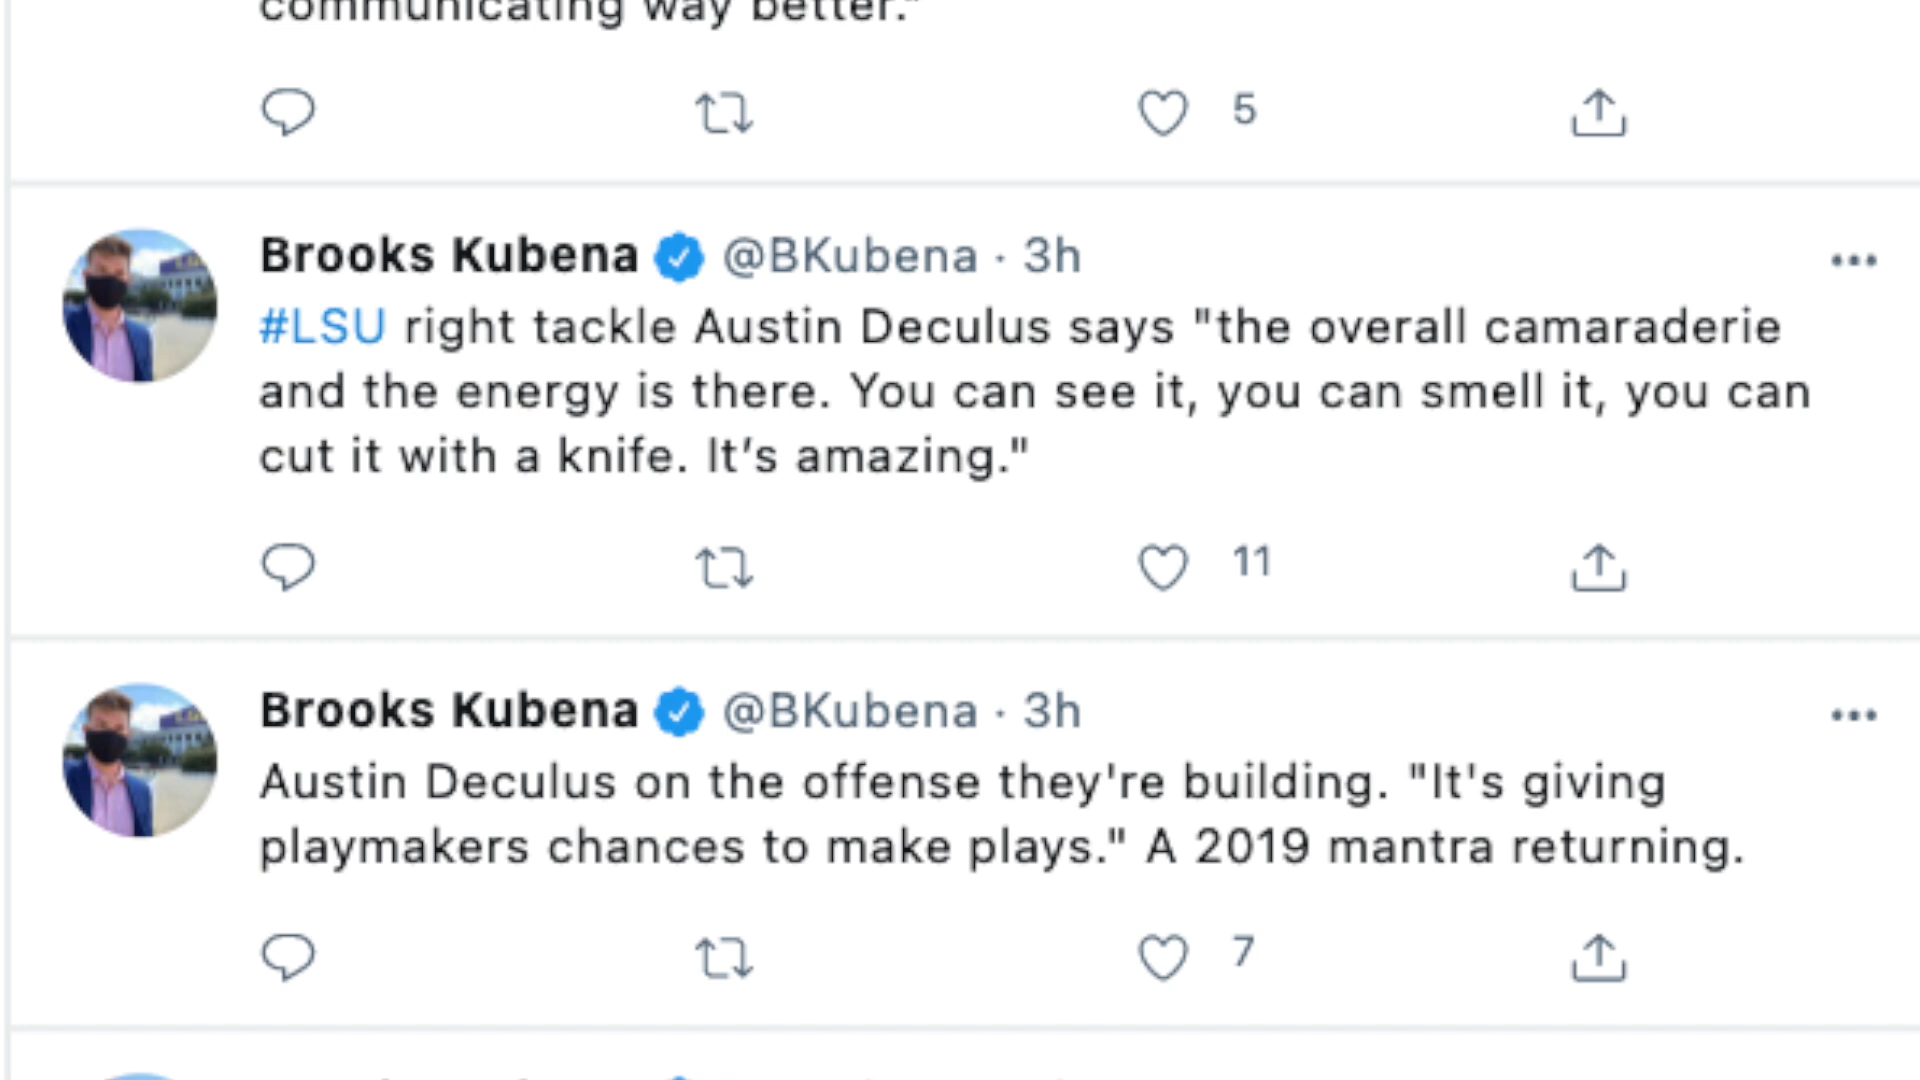 communicating way better."
5
Brooks Kubena @BKubena · 3h
#LSU right tackle Austin Deculus says "the overall camaraderie
and the energy is there. You can see it, you can smell it, you can
cut it with a knife. It’s amazing."
11
Brooks Kubena @BKubena · 3h
Austin Deculus on the offense they're building. "It's giving
playmakers chances to make plays." A 2019 mantra returning.
7